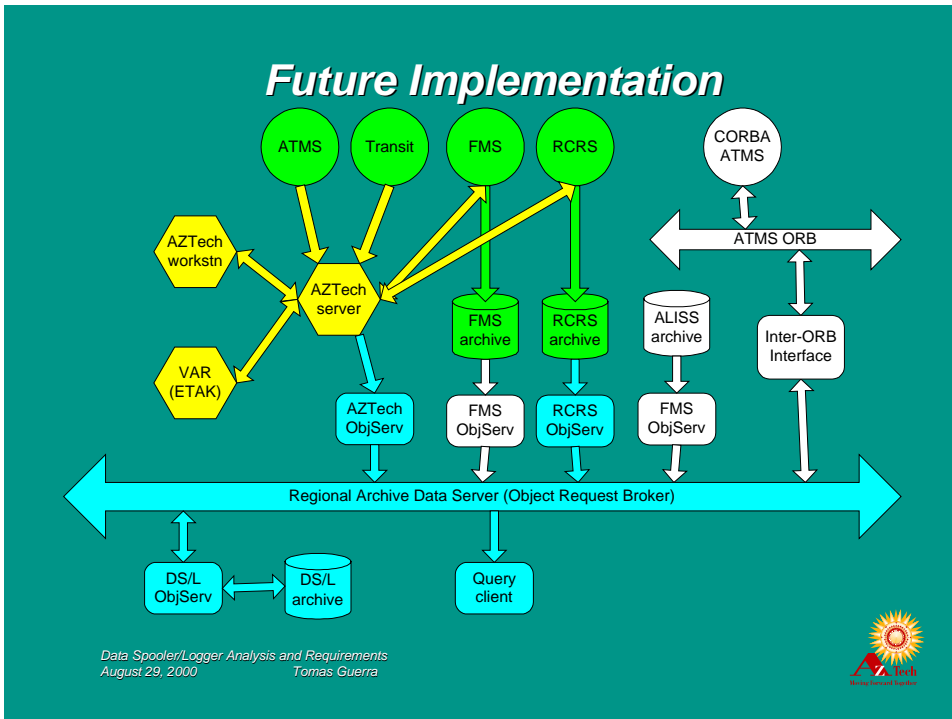 Future Implementation
ATMS
Transit
FMS
RCRS
CORBA
ATMS
AZTech
workstn
ATMS ORB
AZTech
server
FMS
archive
RCRS
archive
ALISS
archive
Inter-ORB
Interface
VAR
(ETAK)
AZTech
ObjServ
FMS
ObjServ
RCRS
ObjServ
FMS
ObjServ
Regional Archive Data Server (Object Request Broker)
DS/L
ObjServ
DS/L
archive
Query
client
Data Spooler/Logger Analysis and Requirements
August 29, 2000 Tomas Guerra
AZTech
Moving Forward Together